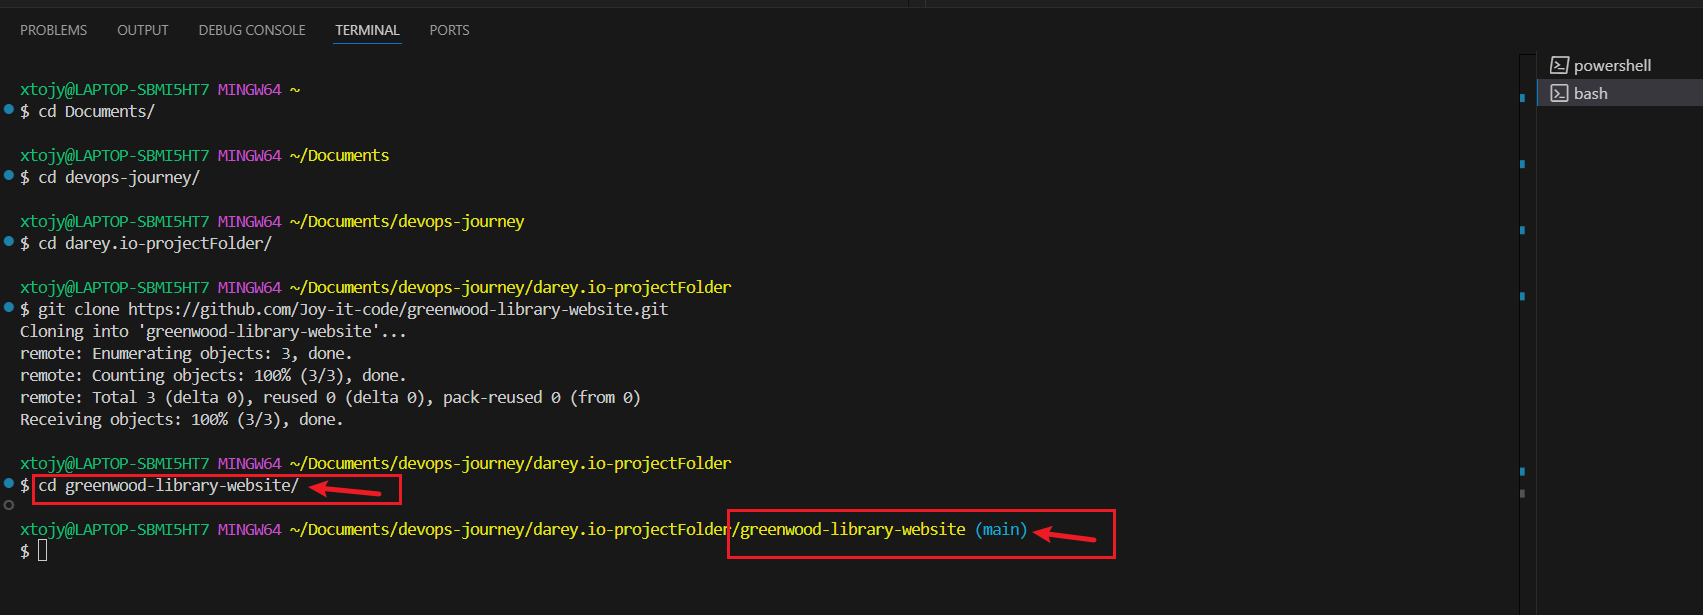 PROBLEMS OUTPUT DEBUG CONSOLE TERMINAL PORTS
powershell
bash
xtojy@LAPTOP-SBMI5HT7 MINGW64 ~
$ cd Documents/
xtojy@LAPTOP-SBMI5HT7 MINGW64 ~/Documents
$ cd devops-journey/
xtojy@LAPTOP-SBMI5HT7 MINGW64 ~/Documents/devops-journey
$ cd darey.io-projectFolder/
xtojy@LAPTOP-SBMI5HT7 MINGW64 ~/Documents/devops-journey/darey.io-projectFolder
$ git clone https://github.com/Joy-it-code/greenwood-library-website.git
Cloning into 'greenwood-library-website'...
remote: Enumerating objects: 3, done.
remote: Counting objects: 100% (3/3), done.
remote: Total 3 (delta 0), reused 0 (delta 0), pack-reused 0 (from 0)
Receiving objects: 100% (3/3), done.
xtojy@LAPTOP-SBMI5HT7 MINGW64 ~/Documents/devops-journey/darey.io-projectFolder
$ cd greenwood-library-website/
xtojy@LAPTOP-SBMI5HT7 MINGW64 ~/Documents/devops-journey/darey.io-projectFolder/greenwood-library-website (main)
$